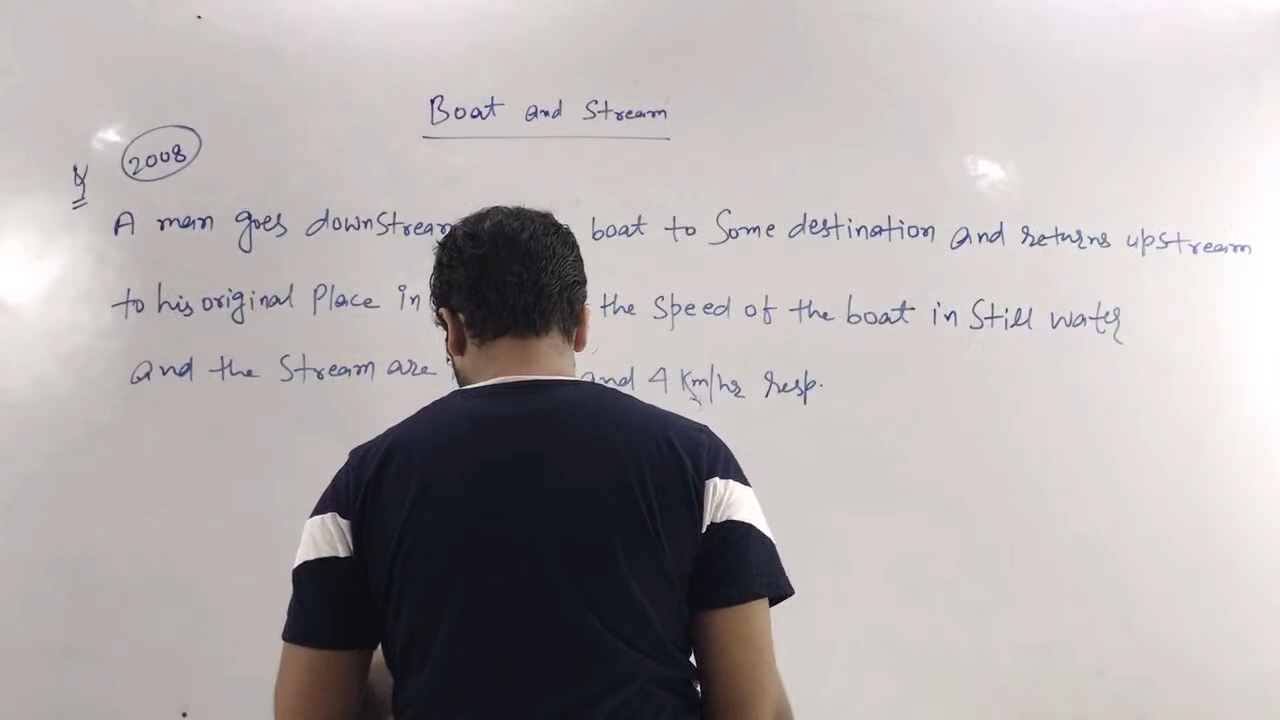 Boat and Stream
Q 2008
A man goes downstream boat to Some destination and returns upstream
to his original Place in the Speed of the boat in Still water
and the Stream are and 4 Km/hr resp.